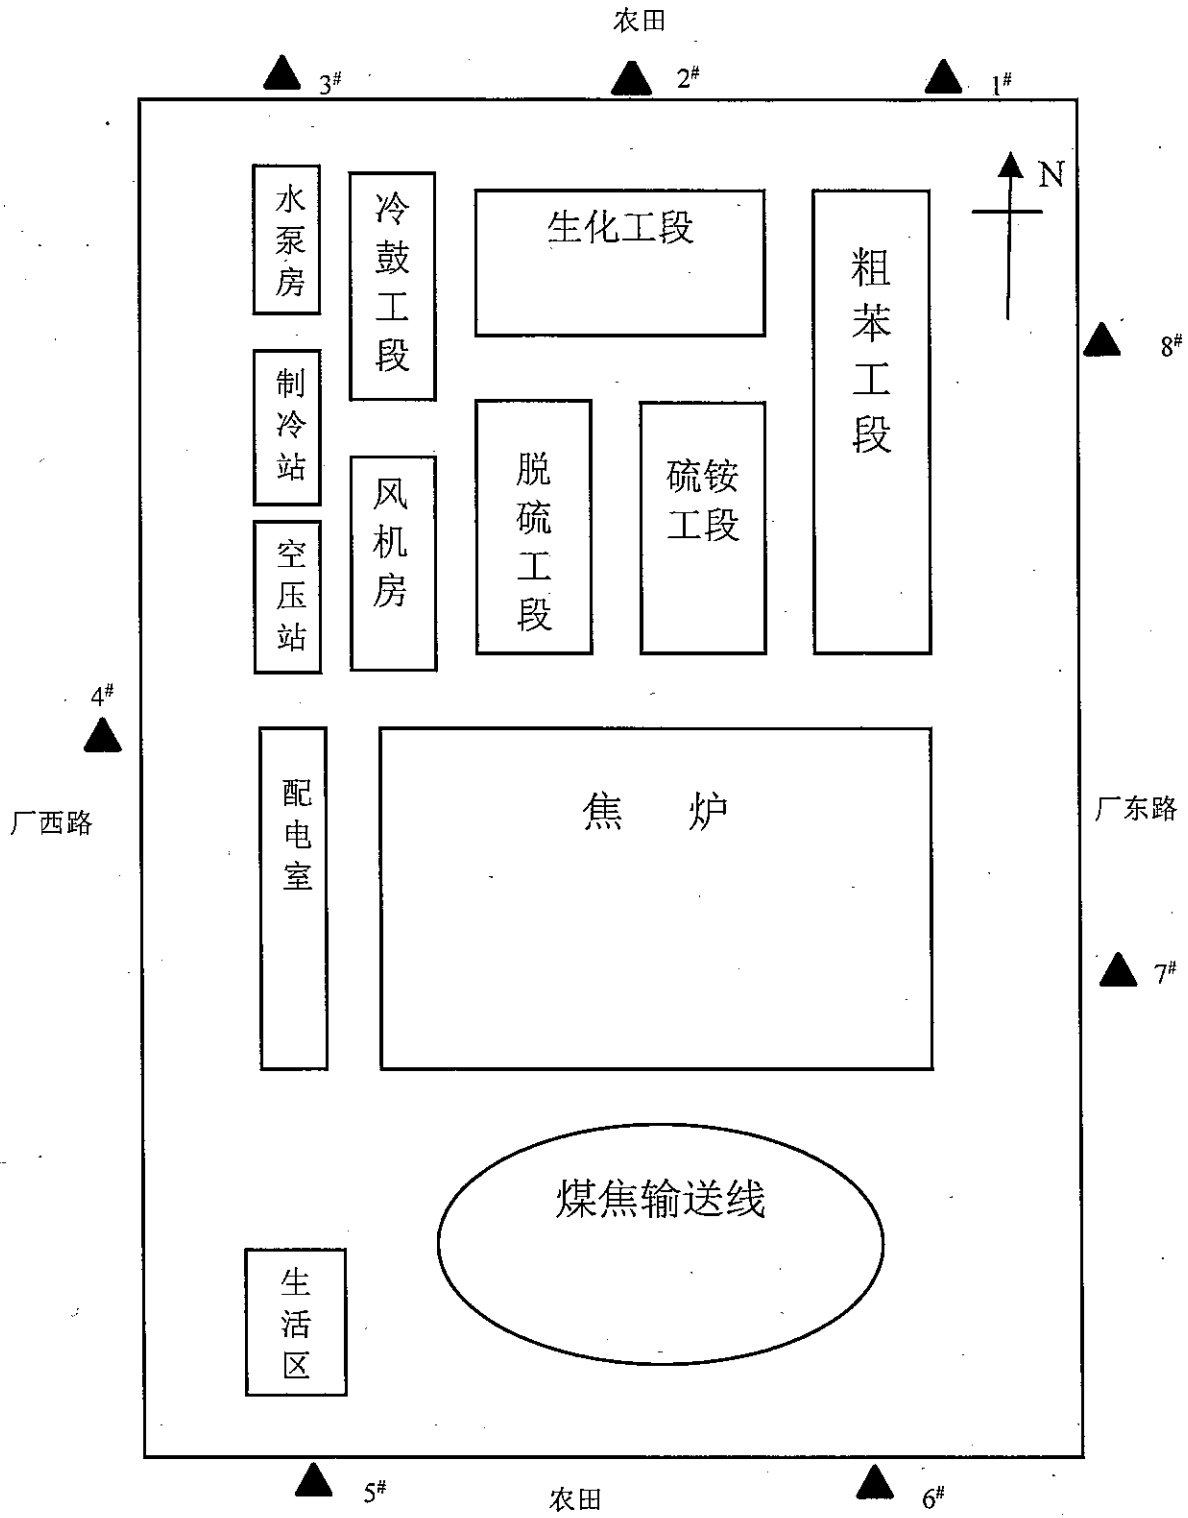 农田
3#
2#
1#
N
水泵房
冷鼓工段
生化工段
粗苯工段
8#
制冷站
风机房
脱硫工段
硫铵
工段
空压站
4#
厂西路
配电室
焦 炉
厂东路
7#
煤焦输送线
生活区
5#
农田
6#